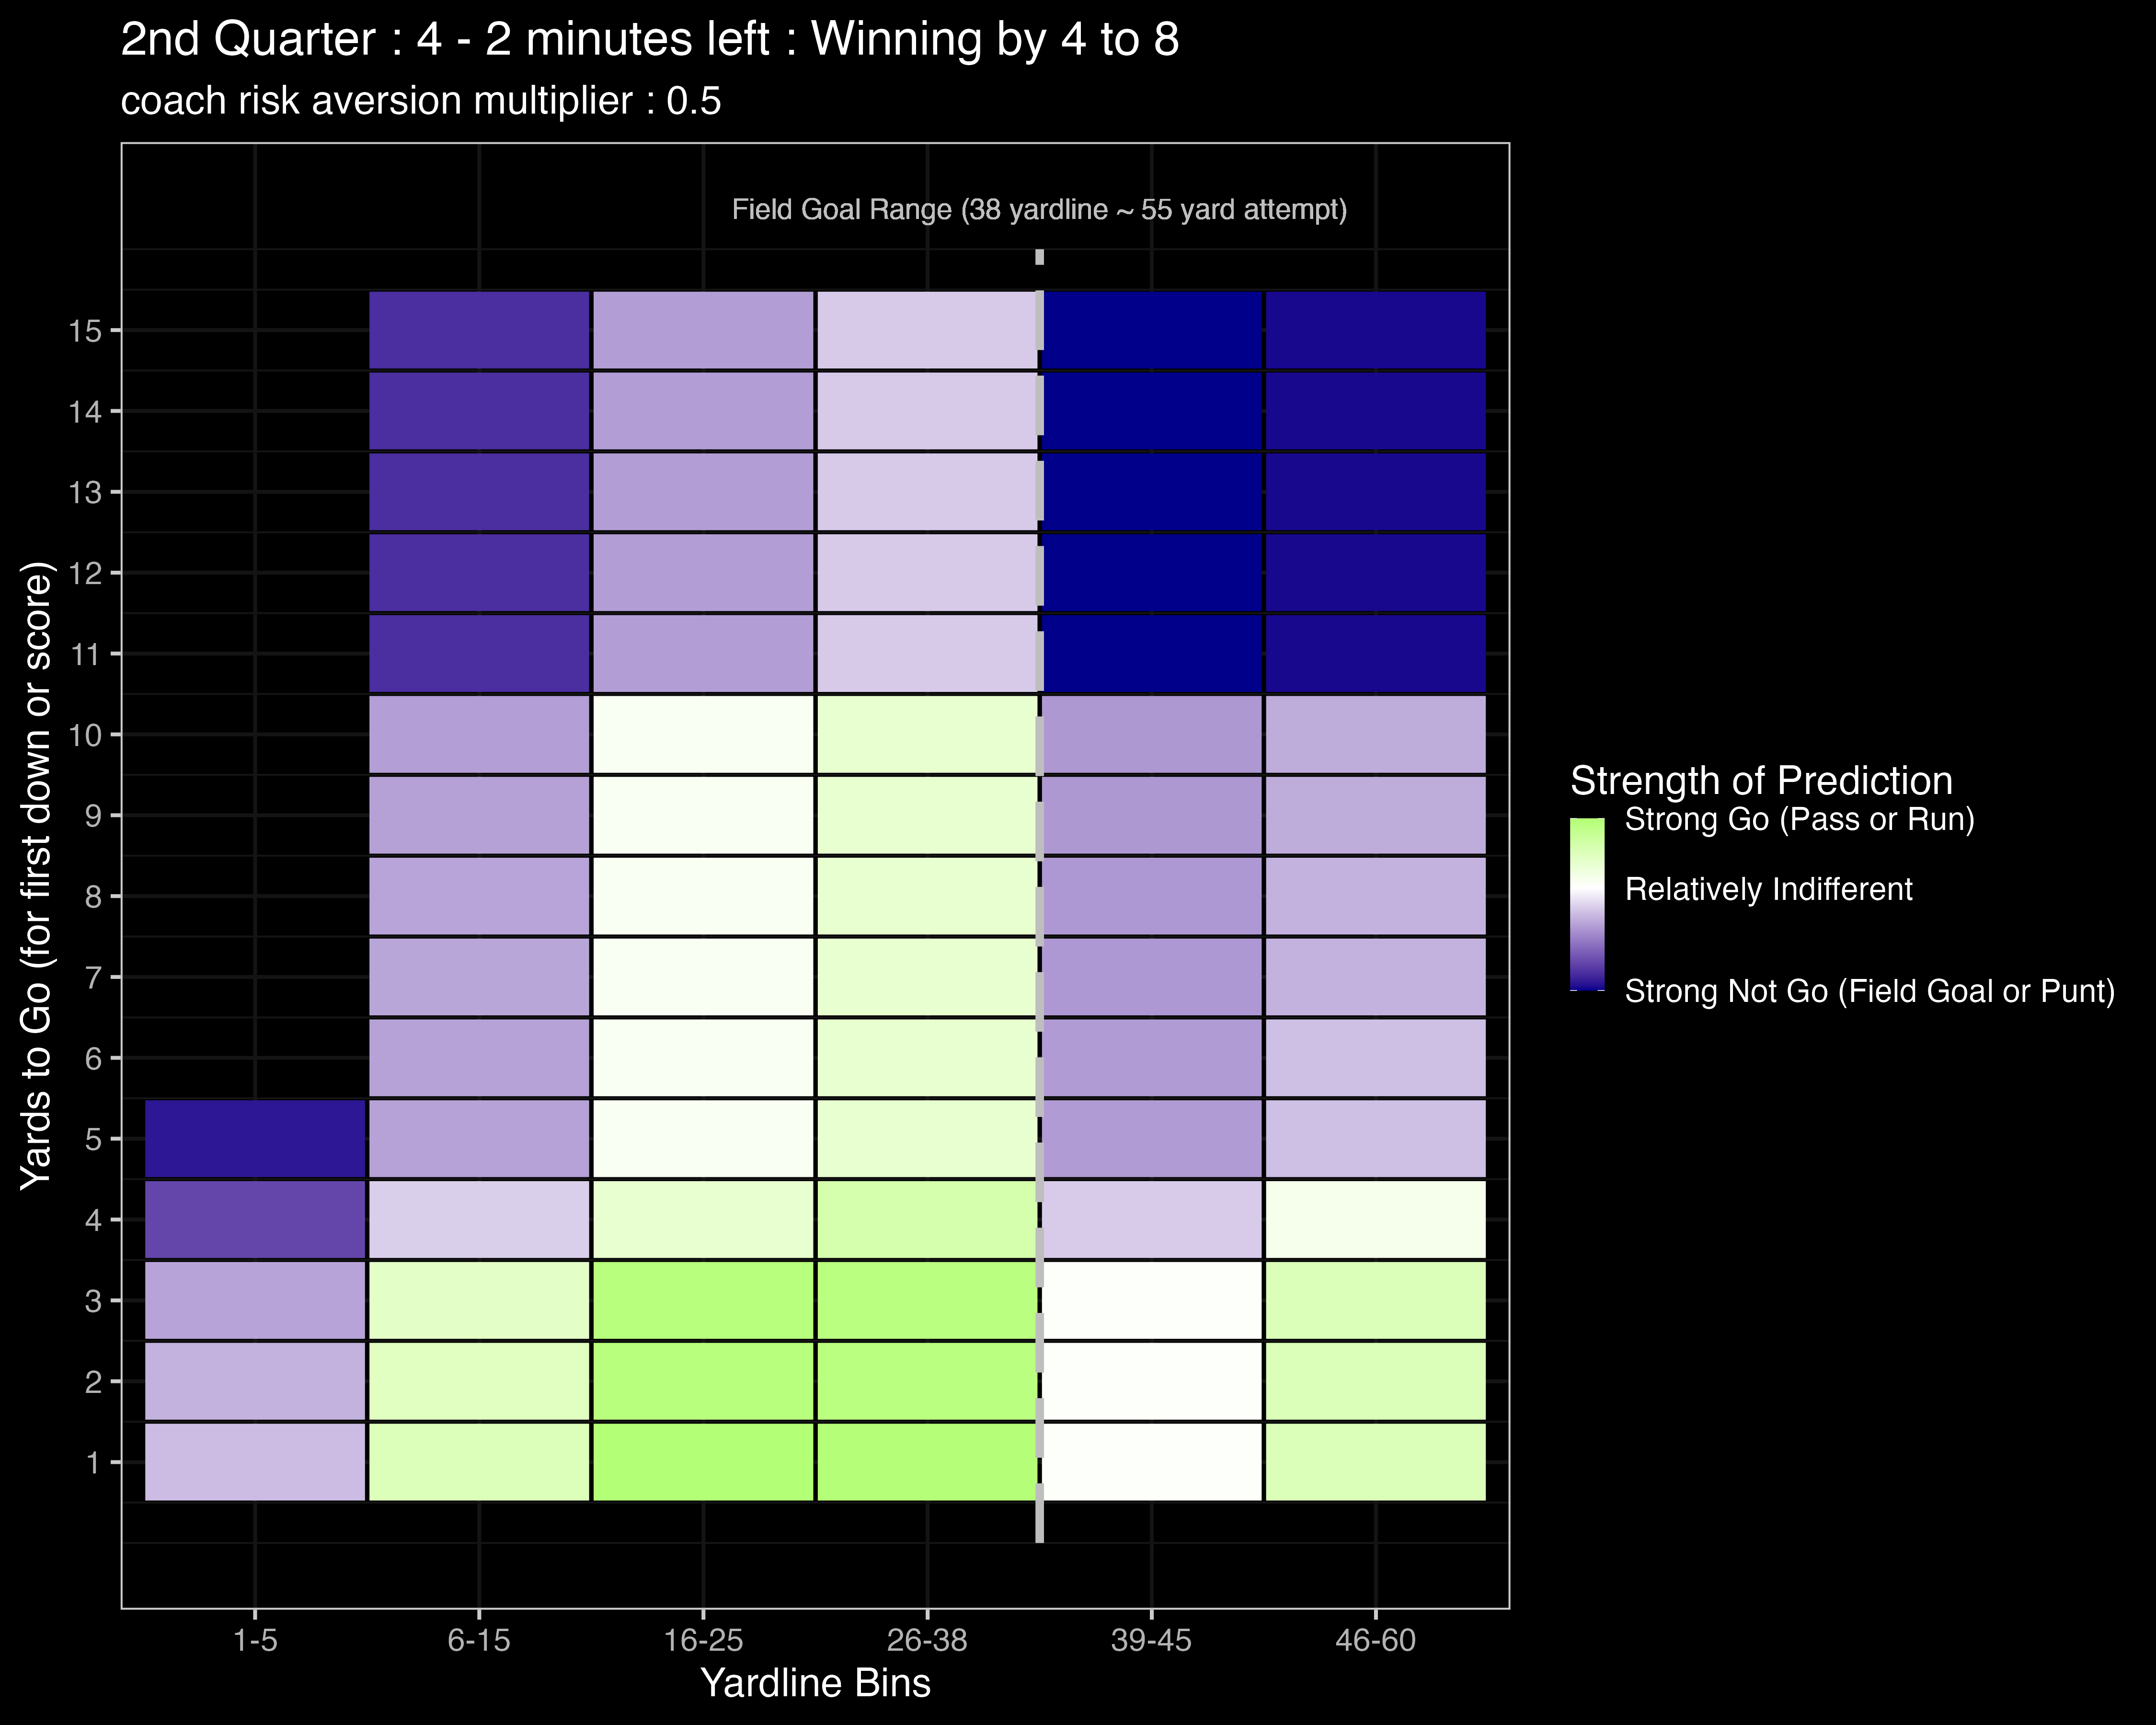 2nd Quarter : 4 - 2 minutes left : Winning by 4 to 8
coach risk aversion multiplier : 0.5
Field Goal Range (38 yardline ~ 55 yard attempt)
Yards to Go (for first down or score)
15
14
13
12
11
10
9
8
7
6
5
4
3
2
1
1-5
6-15
16-25
26-38
39-45
46-60
Yardline Bins
Strength of Prediction
Strong Go (Pass or Run)
Relatively Indifferent
Strong Not Go (Field Goal or Punt)